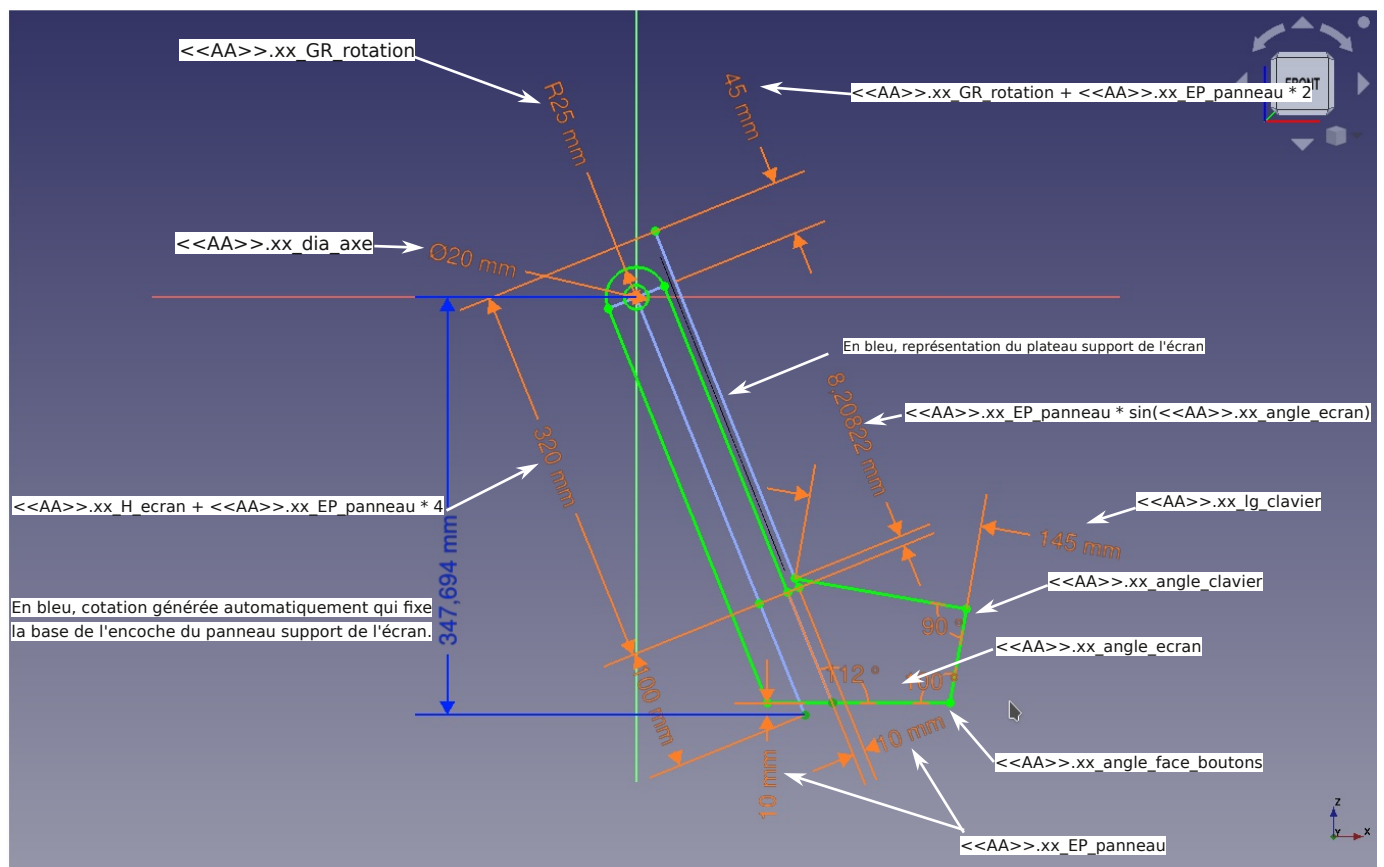 <<AA>>.xx_GR_rotation
R25 mm
45 mm
<<AA>>.xx_GR_rotation + <<AA>>.xx_EP_panneau * 2
FRONT
<<AA>>.xx_dia_axe
Ø20 mm
En bleu, représentation du plateau support de l'écran
8,20822 mm
<<AA>>.xx_EP_panneau * sin(<<AA>>.xx_angle_ecran)
320 mm
<<AA>>.xx_H_ecran + <<AA>>.xx_EP_panneau * 4
<<AA>>.xx_lg_clavier
145 mm
347,694 mm
<<AA>>.xx_angle_clavier
En bleu, cotation générée automatiquement qui fixe
la base de l'encoche du panneau support de l'écran.
90 °
<<AA>>.xx_angle_ecran
112 °
100 °
100 mm
10 mm
<<AA>>.xx_angle_face_boutons
10 mm
<<AA>>.xx_EP_panneau
Z
Y
X